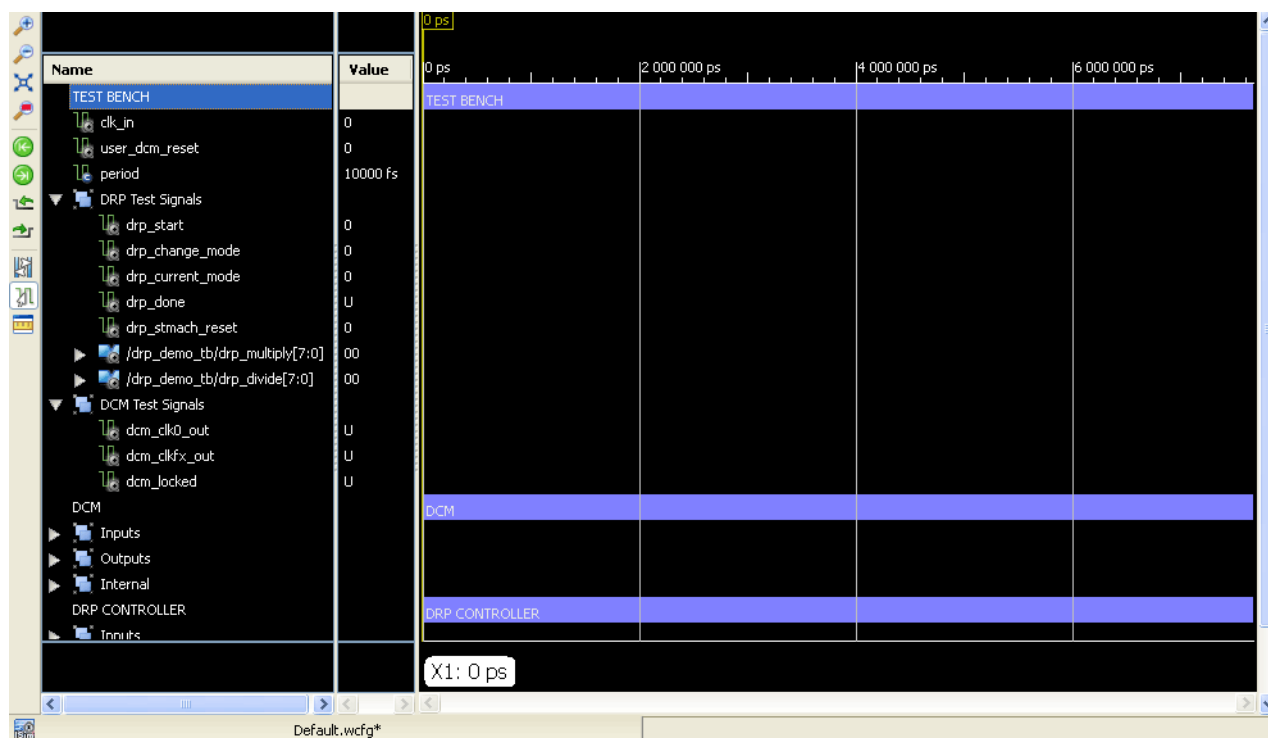 0 ps
Name Value 0 ps 2 000 000 ps 4 000 000 ps 6 000 000 ps
TEST BENCH TEST BENCH
clk_in 0
user_dcm_reset 0
period 10000 fs
DRP Test Signals
drp_start 0
drp_change_mode 0
drp_current_mode 0
drp_done U
drp_stmach_reset 0
/drp_demo_tb/drp_multiply[7:0] 00
/drp_demo_tb/drp_divide[7:0] 00
DCM Test Signals
dcm_clk0_out U
dcm_clkfx_out U
dcm_locked U
DCM DCM
Inputs
Outputs
Internal
DRP CONTROLLER DRP CONTROLLER
Inputs
X1: 0 ps
Default.wcfg*